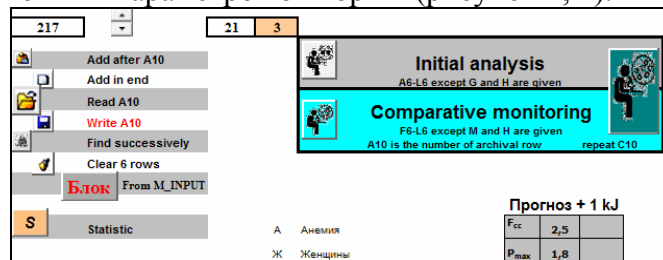 217
21 3
Add after A10
Add in end
Read A10
Write A10
Find successively
Clear 6 rows
Блок From M_INPUT
S Statistic
Initial analysis
A6-L6 except G and H are given
Comparative monitoring
F6-L6 except M and H are given
A10 is the number of archival row repeat C10
А Анемия
Ж Женщины
Прогноз + 1 kJ
Fcc 2,5
Pmax 1,8